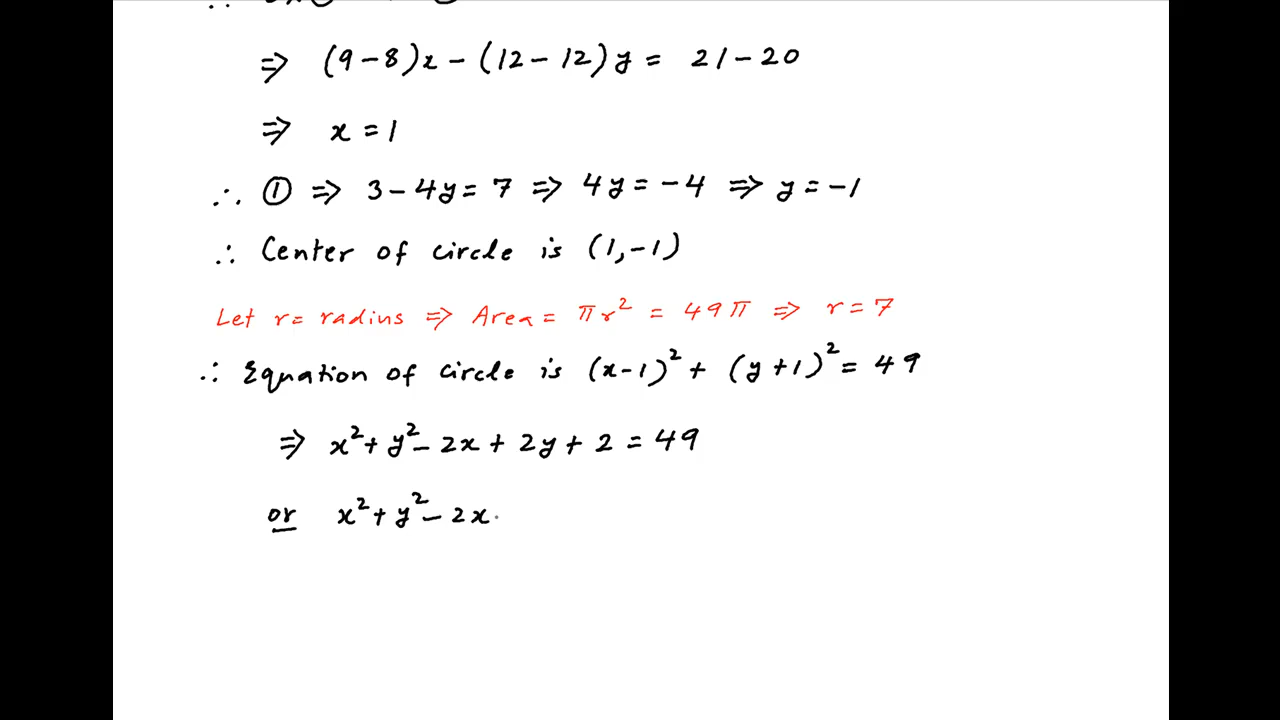 ⇒ (9-8)x - (12-12)y = 21-20
⇒ x = 1
∴ ① ⇒ 3-4y = 7 ⇒ 4y = -4 ⇒ y = -1
∴ Center of circle is (1,-1)
Let r = radius ⇒ Area = πr² = 49π ⇒ r = 7
∴ Equation of circle is (x-1)² + (y+1)² = 49
⇒ x² + y² - 2x + 2y + 2 = 49
or x² + y² - 2x